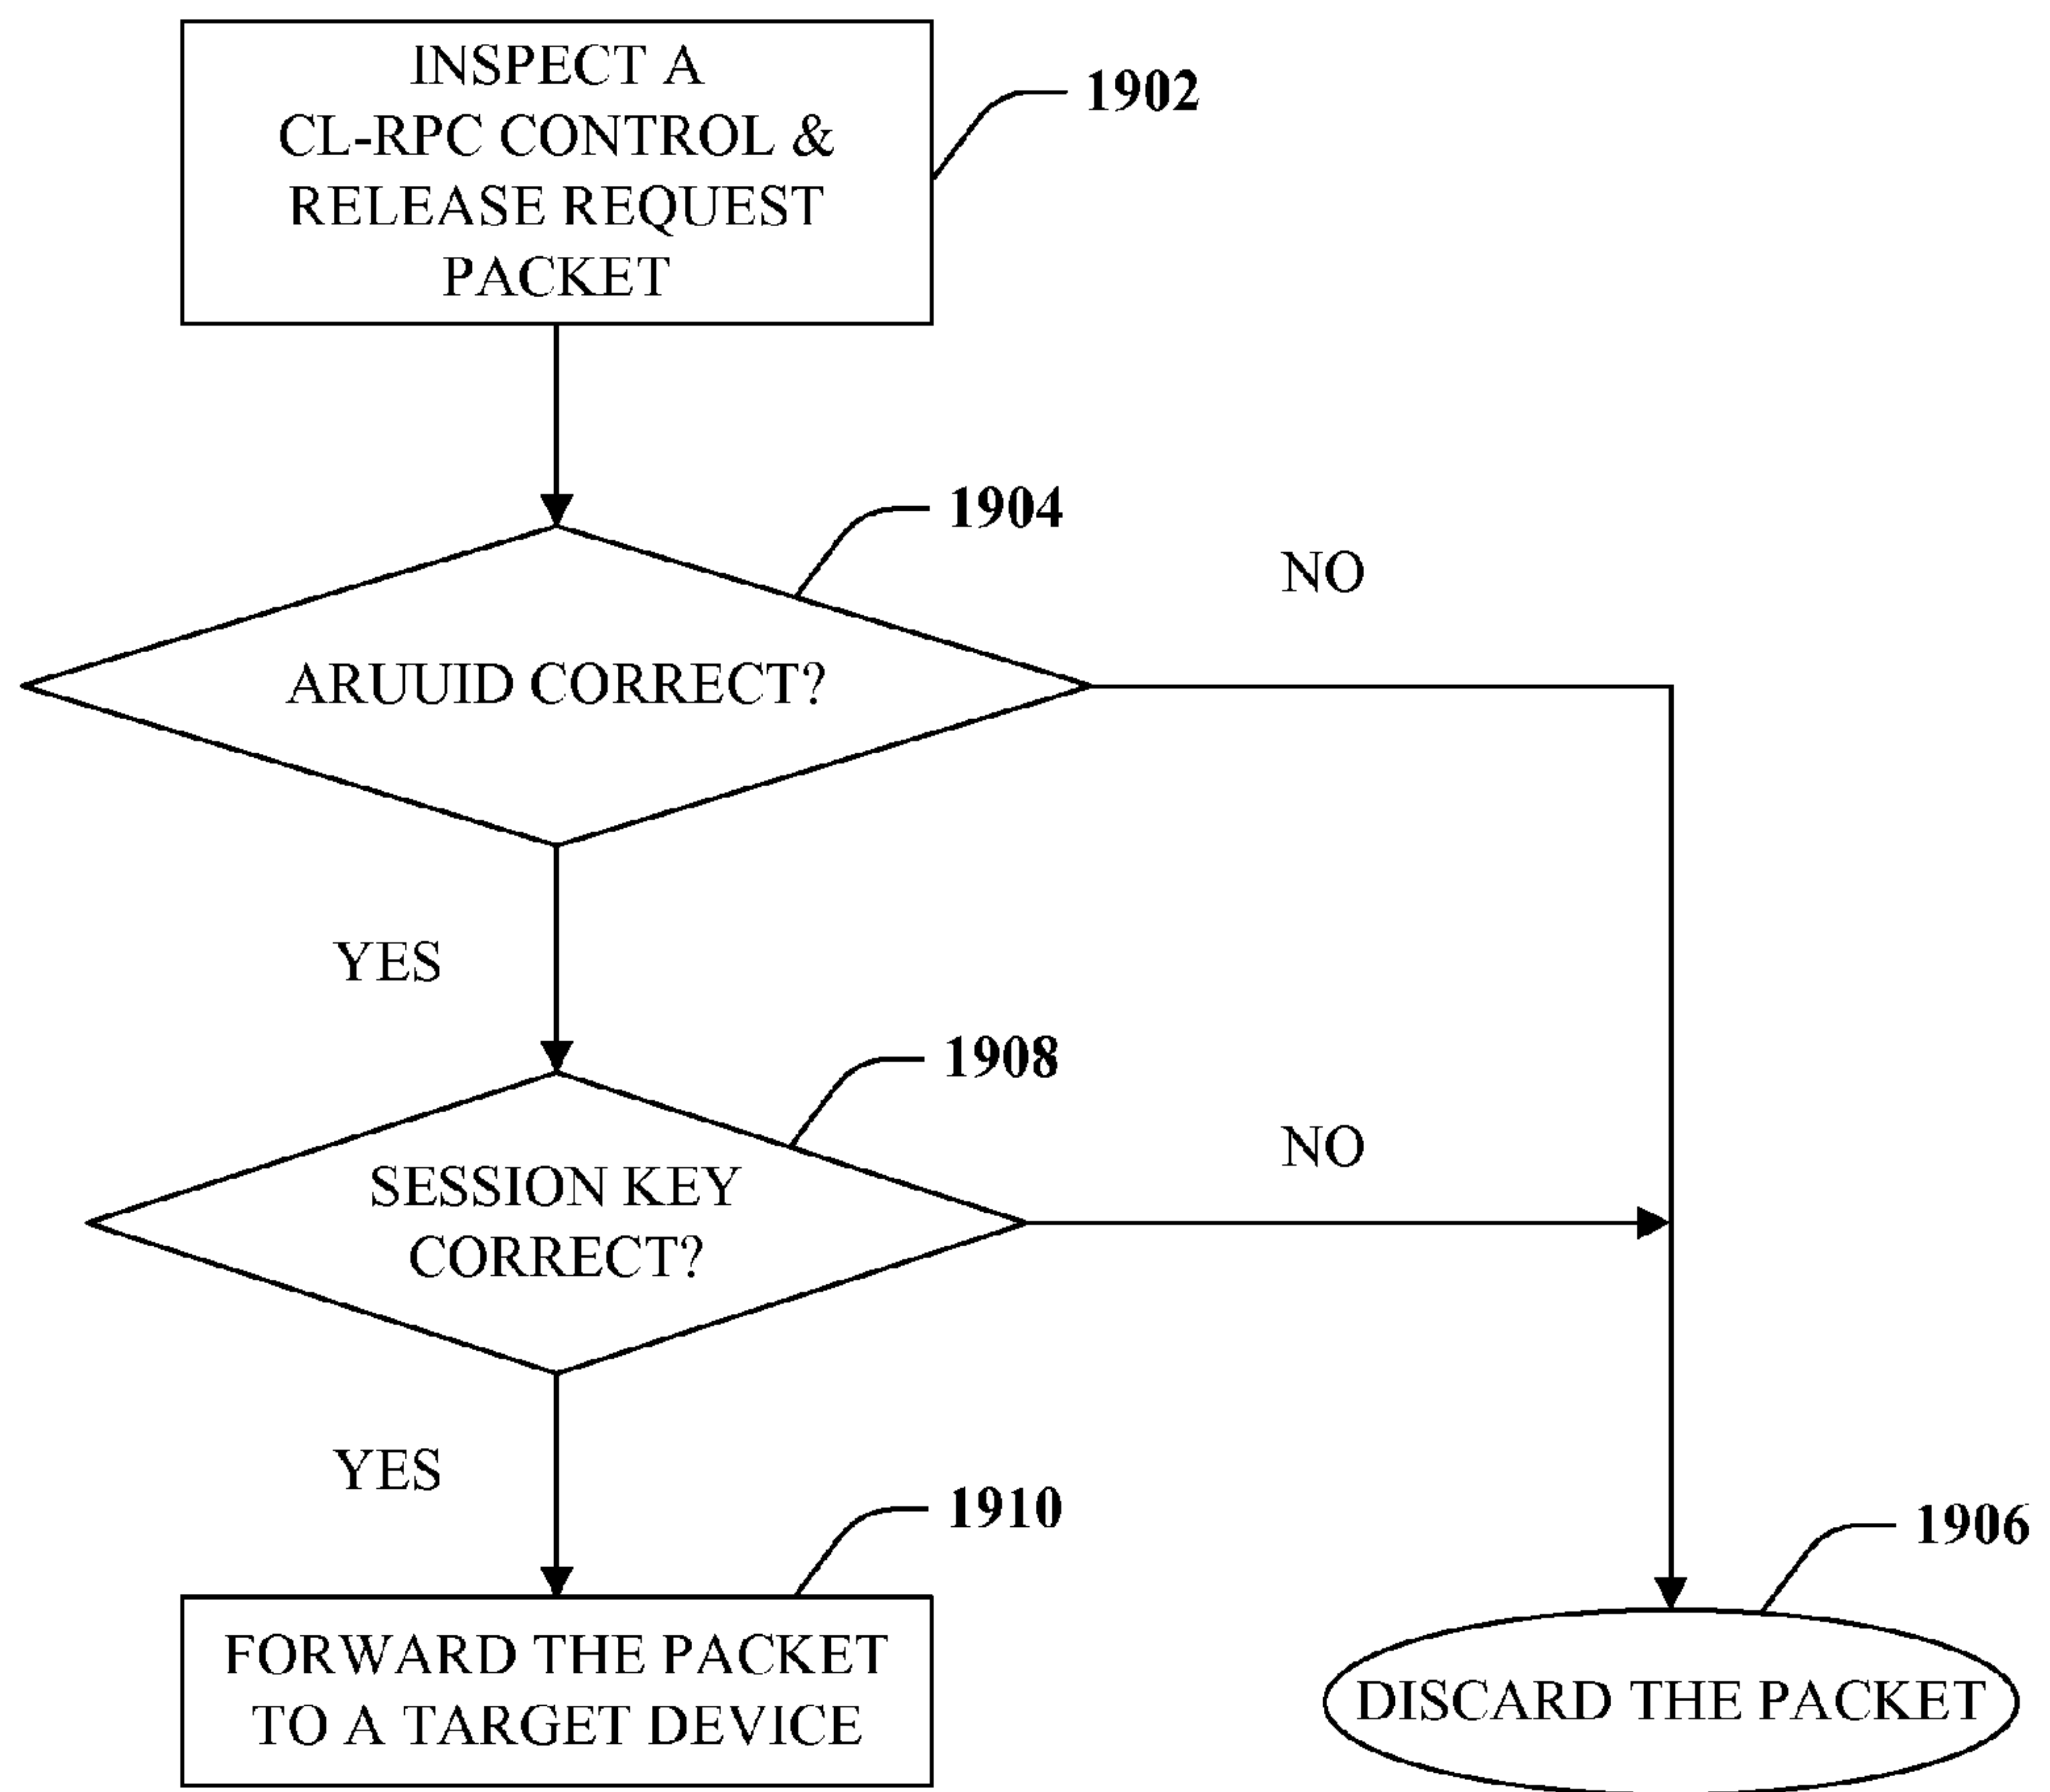 INSPECT A
CL-RPC CONTROL &
RELEASE REQUEST
PACKET
1902
1904
NO
ARUUID CORRECT?
YES
1908
NO
SESSION KEY
CORRECT?
YES
1910
1906
FORWARD THE PACKET
TO A TARGET DEVICE
DISCARD THE PACKET